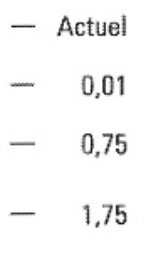 — Actuel
— 0,01
— 0,75
— 1,75